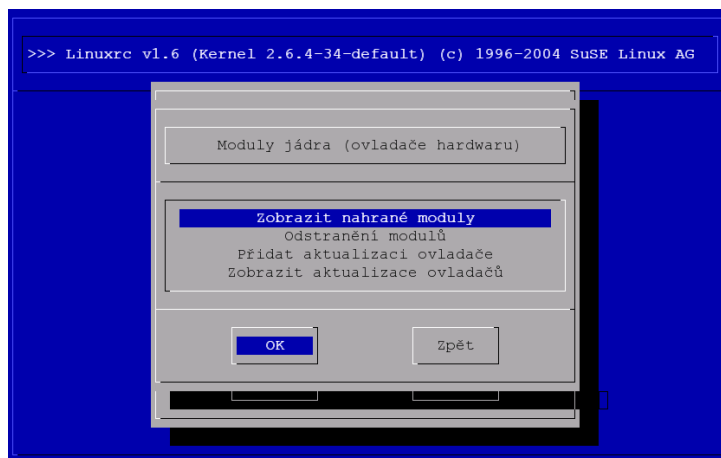 >>> Linuxrc v1.6 (Kernel 2.6.4-34-default) (c) 1996-2004 SuSE Linux AG
Moduly jádra (ovladače hardwaru)
Zobrazit nahrané moduly
Odstranění modulů
Přidat aktualizaci ovladače
Zobrazit aktualizace ovladačů
OK
Zpět